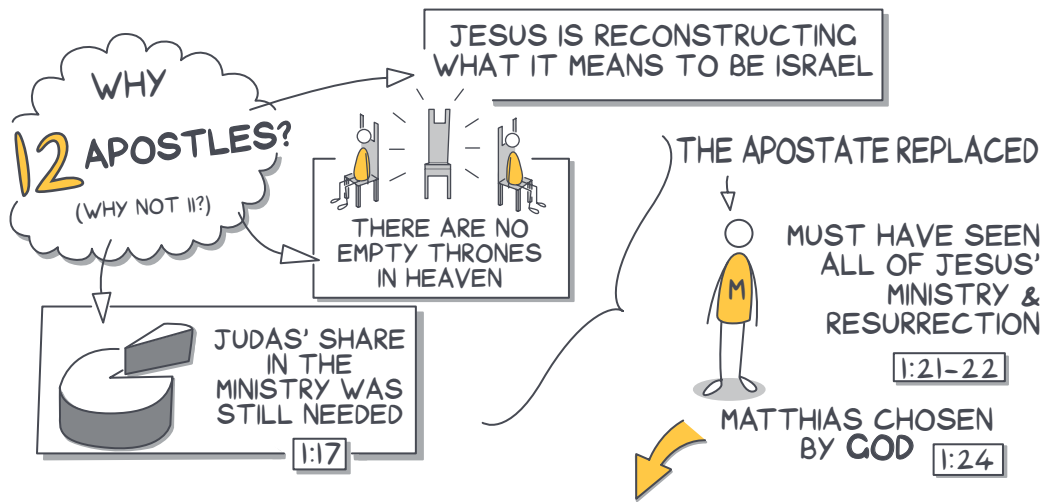 WHY
12 APOSTLES?
(WHY NOT 11?)
JESUS IS RECONSTRUCTING
WHAT IT MEANS TO BE ISRAEL
THERE ARE NO
EMPTY THRONES
IN HEAVEN
JUDAS' SHARE
IN THE
MINISTRY WAS
STILL NEEDED
1:17
THE APOSTATE REPLACED
M
MUST HAVE SEEN
ALL OF JESUS'
MINISTRY &
RESURRECTION
1:21-22
MATTHIAS CHOSEN
BY GOD
1:24